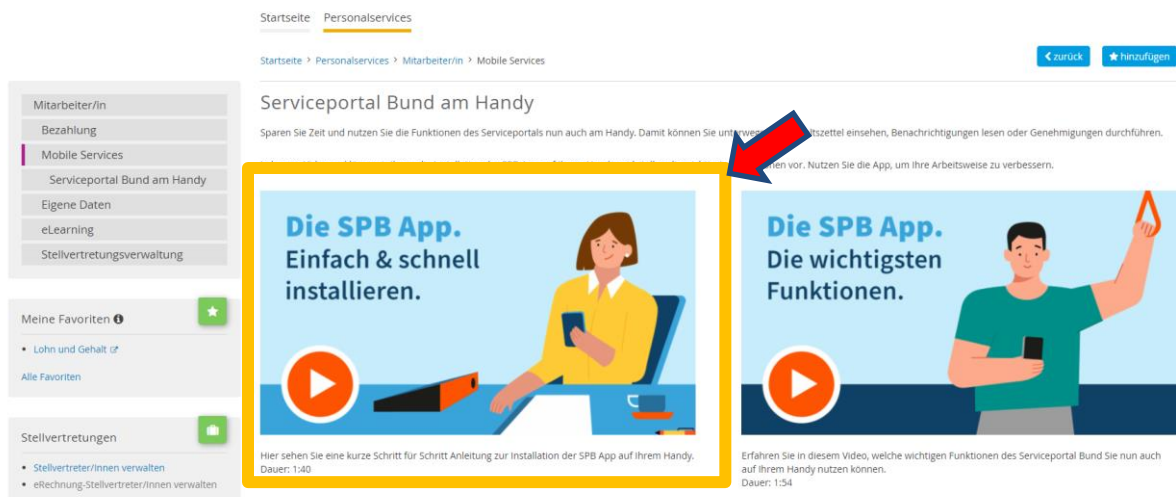 Startseite Personalservices
Startseite > Personalservices > Mitarbeiter/in > Mobile Services
zurück
hinzufügen
Mitarbeiter/in
Bezahlung
Mobile Services
Serviceportal Bund am Handy
Eigene Daten
eLearning
Stellvertretungsverwaltung
Meine Favoriten
• Lohn und Gehalt
Alle Favoriten
Stellvertretungen
• Stellvertreter/innen verwalten
• eRechnung-Stellvertreter/innen verwalten
Serviceportal Bund am Handy
Sparen Sie Zeit und nutzen Sie die Funktionen des Serviceportals nun auch am Handy. Damit können Sie einsehen, Benachrichtigungen lesen oder Genehmigungen durchführen.
vor. Nutzen Sie die App, um Ihre Arbeitsweise zu verbessern.
Die SPB App.
Einfach & schnell
installieren.
Hier sehen Sie eine kurze Schritt für Schritt Anleitung zur Installation der SPB App auf Ihrem Handy.
Dauer: 1:40
Die SPB App.
Die wichtigsten
Funktionen.
Erfahren Sie in diesem Video, welche wichtigen Funktionen des Serviceportal Bund Sie nun auch
auf Ihrem Handy nutzen können.
Dauer: 1:54